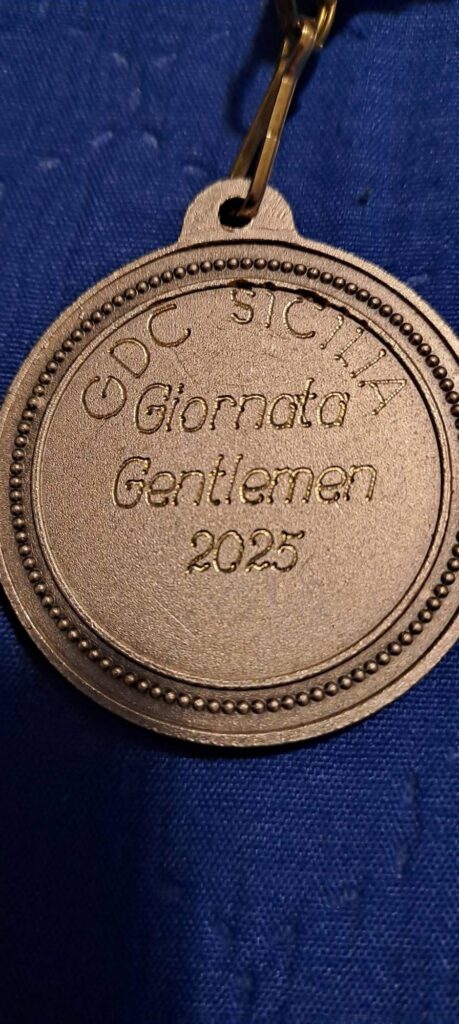 GDC SICILIA
Giornata
Gentlemen
2025